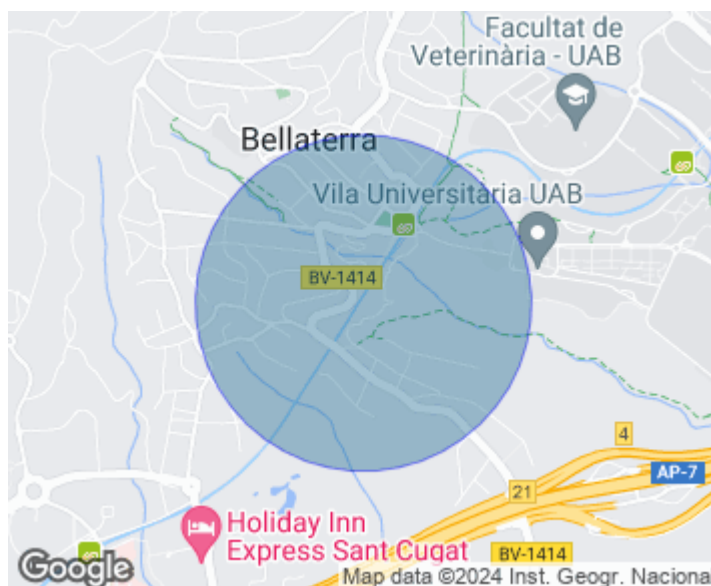 Facultat de
Veterinària - UAB
Bellaterra
Vila Universitària UAB
BV-1414
4
AP-7
21
Holiday Inn
Express Sant Cugat
BV-1414
Google
Map data ©2024 Inst. Geogr. Naciona